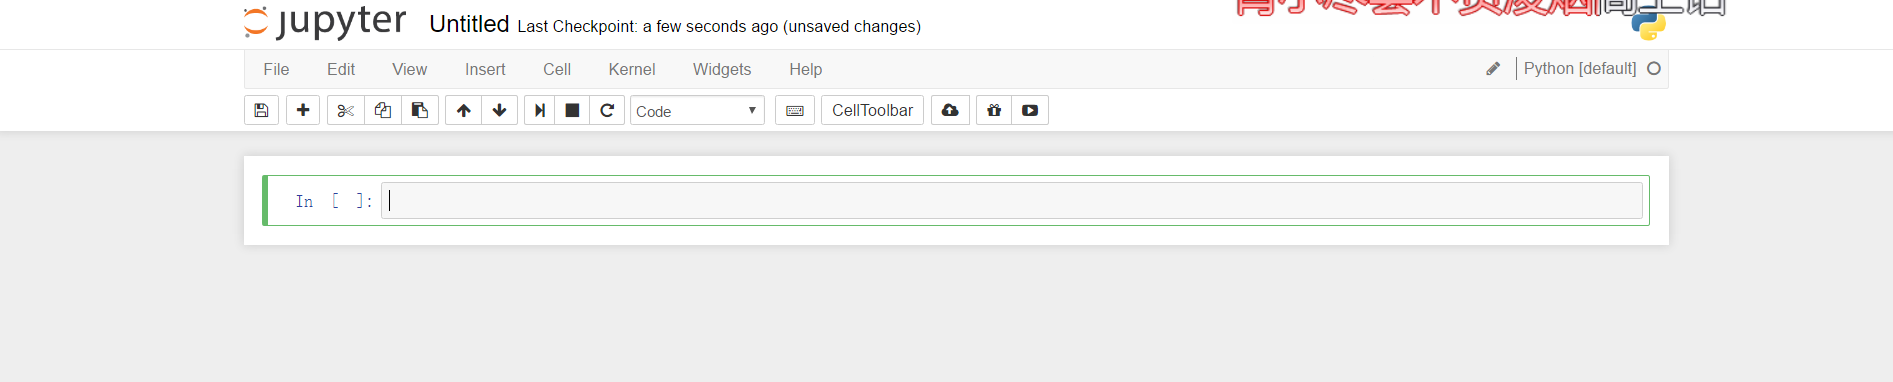 jupyter Untitled Last Checkpoint: a few seconds ago (unsaved changes)
File Edit View Insert Cell Kernel Widgets Help Python [default]
Code CellToolbar
In [ ]: